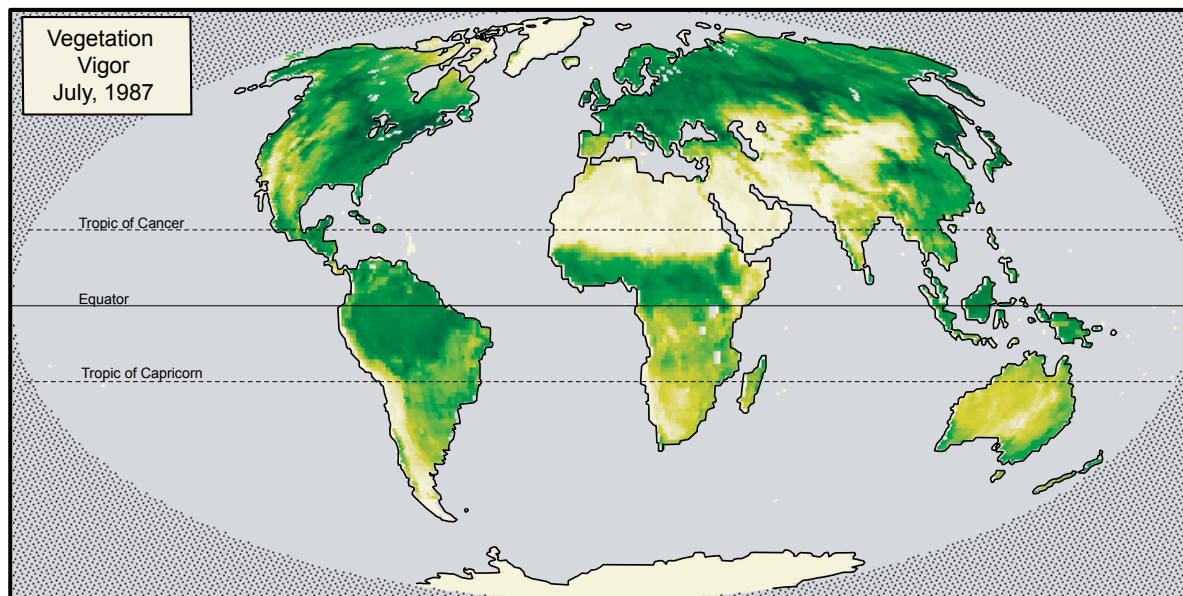 Vegetation
Vigor
July, 1987
Tropic of Cancer
Equator
Tropic of Capricorn